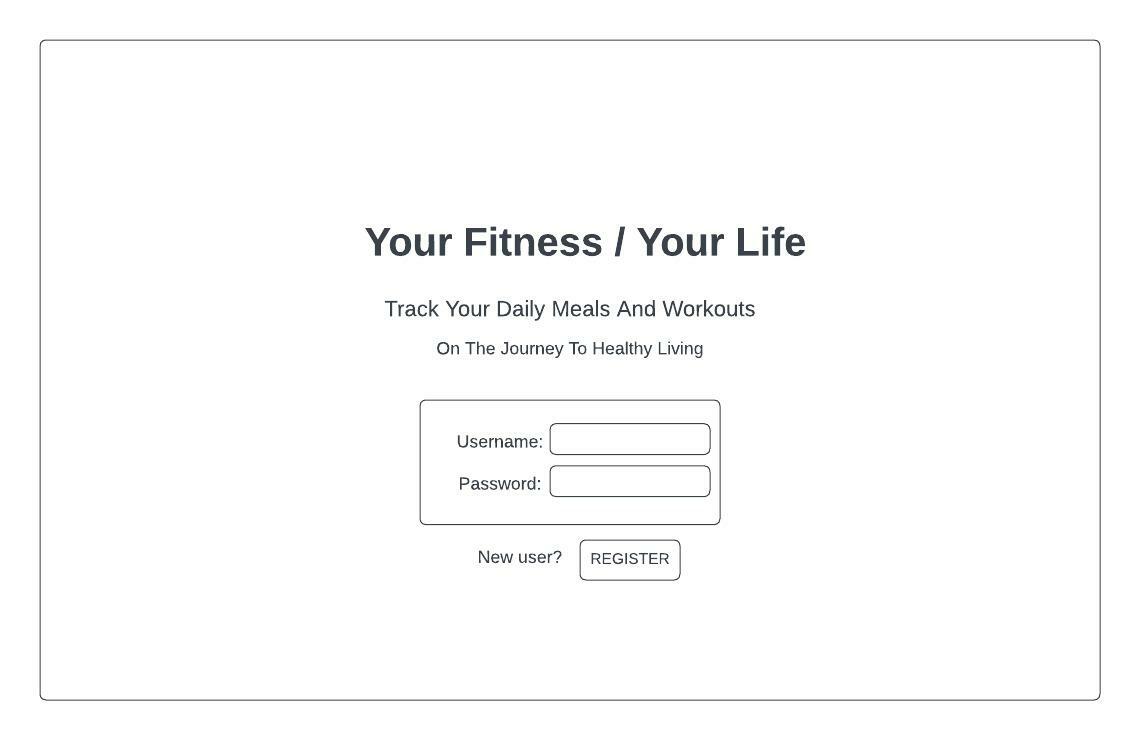 Your Fitness / Your Life
Track Your Daily Meals And Workouts
On The Journey To Healthy Living
Username:
Password:
New user? REGISTER